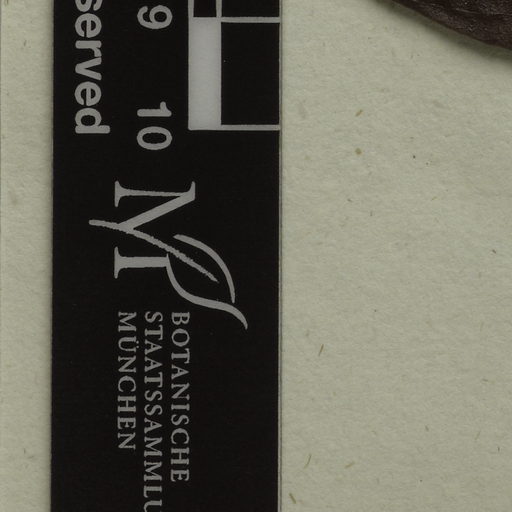 served
9 10
BOTANISCHE
STAATSSAMMLU
MÜNCHEN